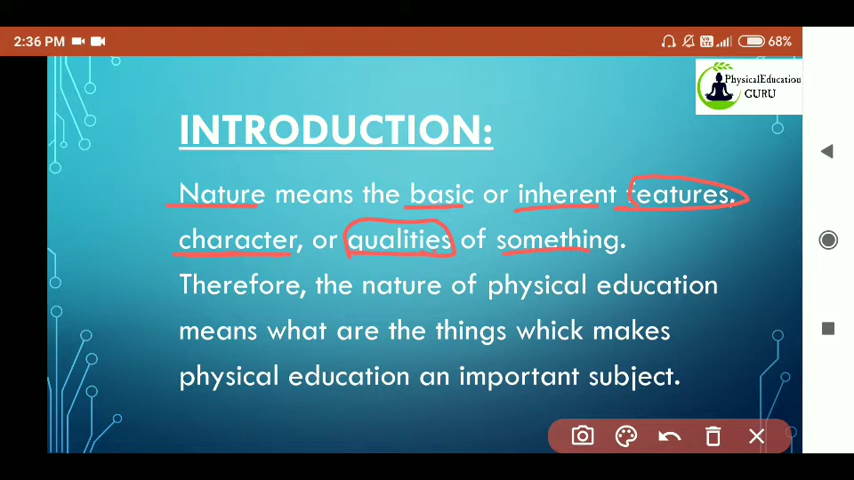 2:36 PM
68%
PhysicalEducation
GURU
INTRODUCTION:
Nature means the basic or inherent features,
character, or qualities of something.
Therefore, the nature of physical education
means what are the things whick makes
physical education an important subject.